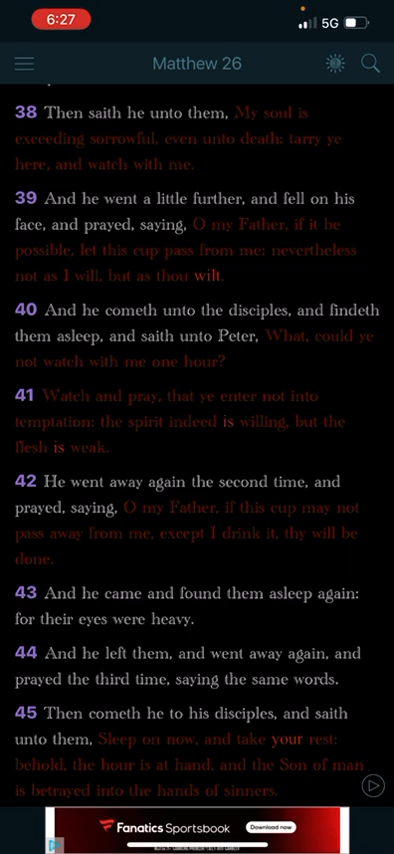 6:27
5G
Matthew 26
38 Then saith he unto them, My soul is
exceeding sorrowful, even unto death: tarry ye
here, and watch with me.
39 And he went a little further, and fell on his
face, and prayed, saying, O my Father, if it be
possible, let this cup pass from me: nevertheless
not as I will, but as thou wilt.
40 And he cometh unto the disciples, and findeth
them asleep, and saith unto Peter, What, could ye
not watch with me one hour?
41 Watch and pray, that ye enter not into
temptation: the spirit indeed is willing, but the
flesh is weak.
42 He went away again the second time, and
prayed, saying, O my Father, if this cup may not
pass away from me, except I drink it, thy will be
done.
43 And he came and found them asleep again:
for their eyes were heavy.
44 And he left them, and went away again, and
prayed the third time, saying the same words.
45 Then cometh he to his disciples, and saith
unto them, Sleep on now, and take your rest:
behold, the hour is at hand, and the Son of man
is betrayed into the hands of sinners.
Fanatics Sportsbook
Download now